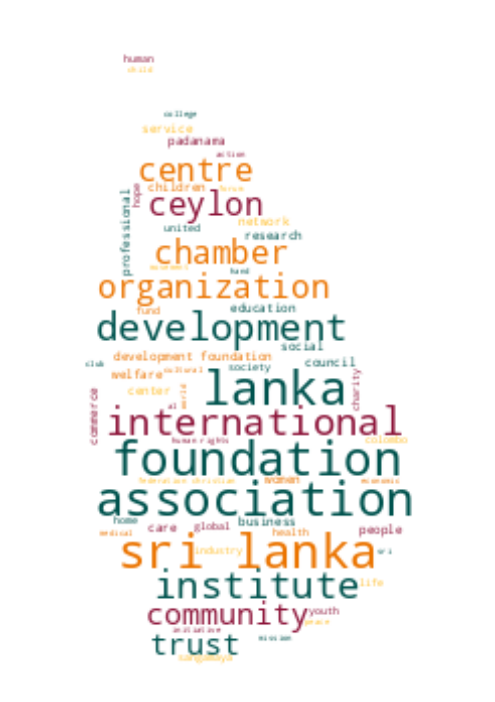 human
child
college
service
padanama
action
centre
children force
hope
ceylon
professional
network
united
research
chamber
economic
hand
organization
fund
education
development
social
development foundation
club
cultural
society
council
welfare
lanka
center
world
charity
commerce
al
international
human rights
colombo
foundation
federation christian
women
economic
association
home
care
global
business
medical
health
people
sri lanka
industry
sri
institute
life
community
youth
peace
initiative
trust
mission
sangamaya